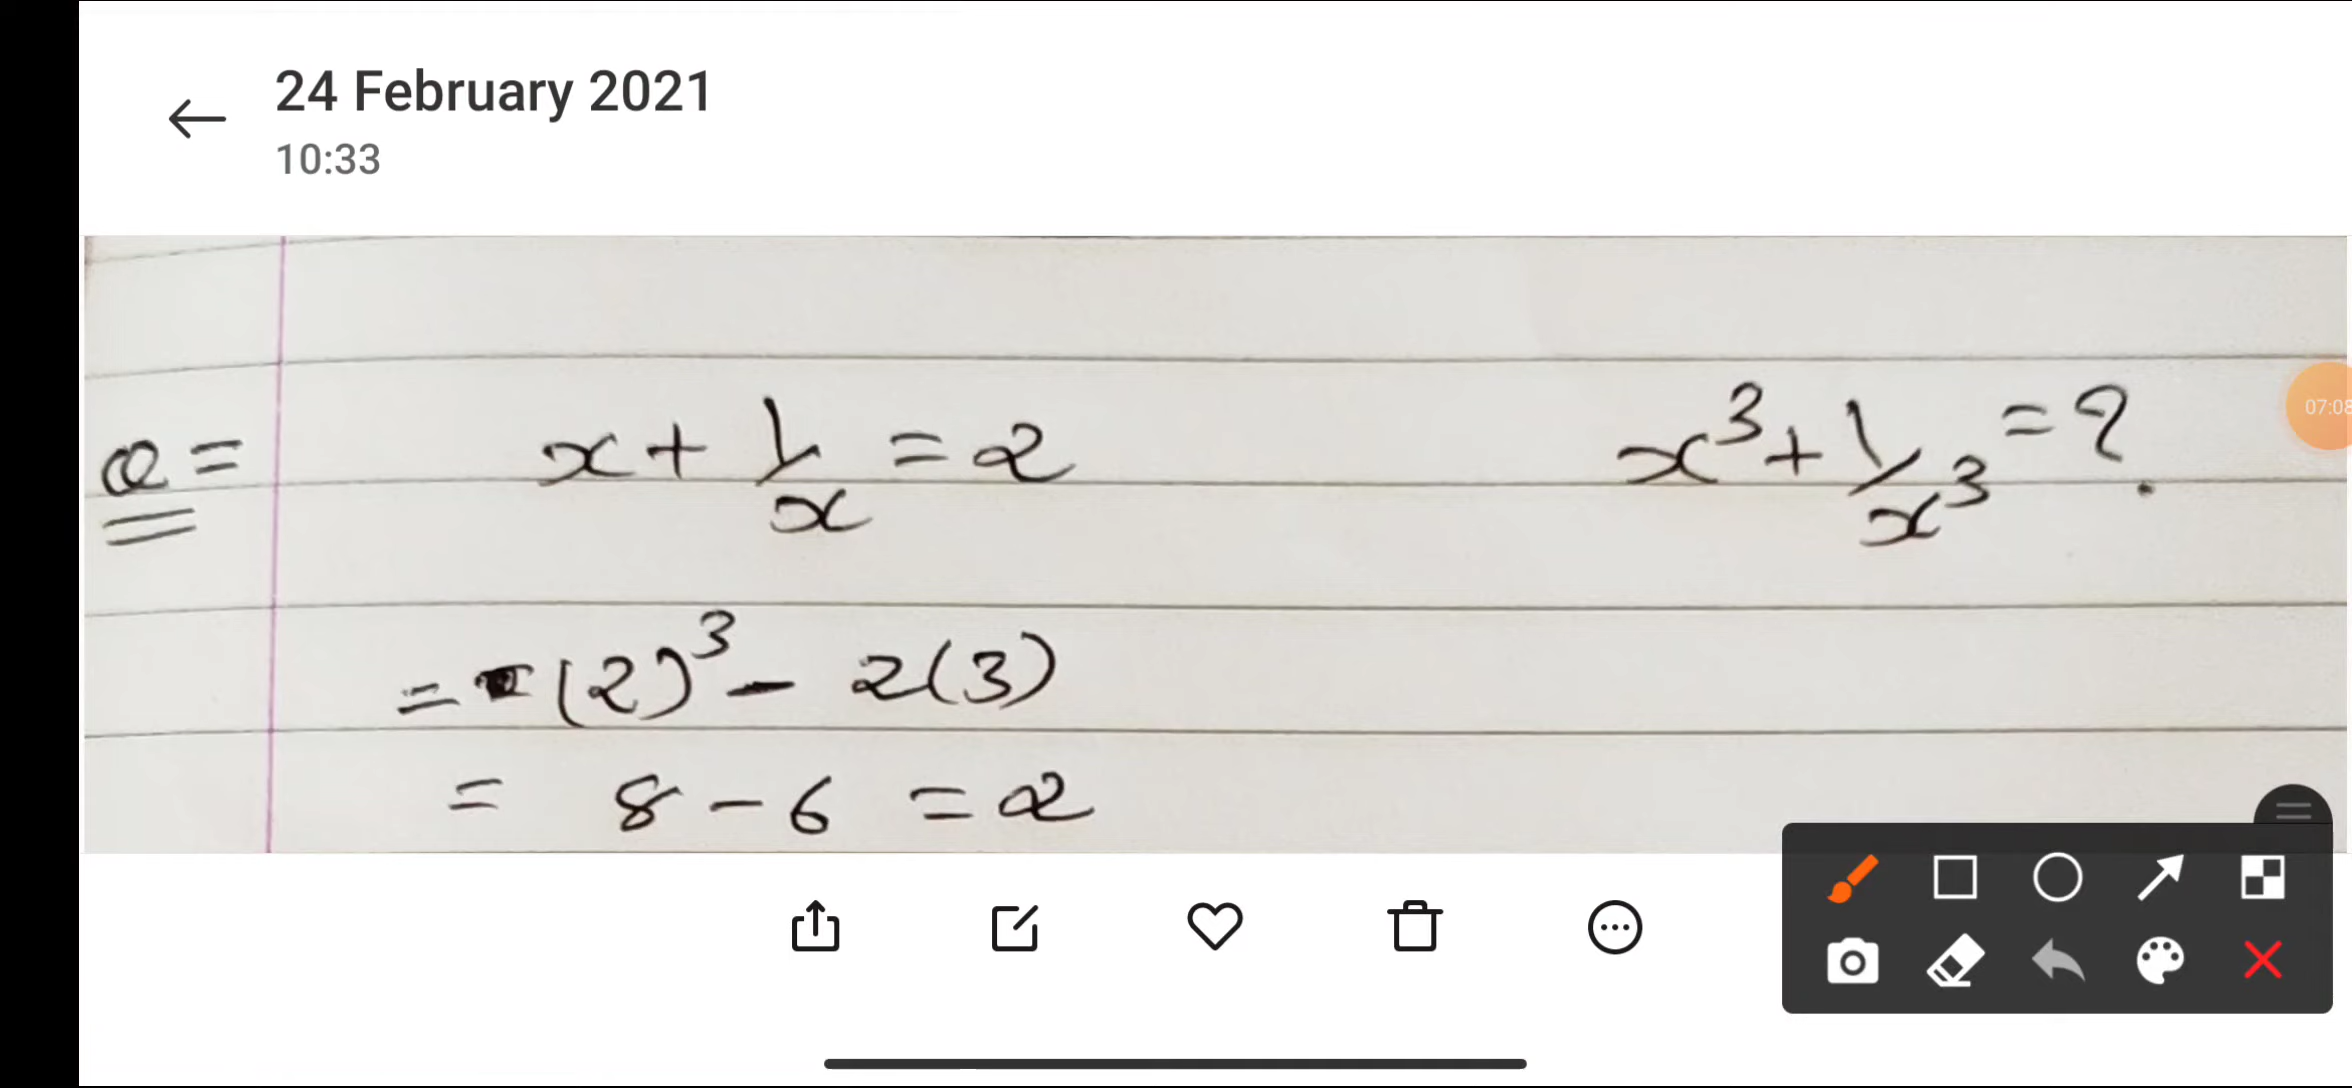 24 February 2021
10:33
Q = x + 1/x = 2 x³ + 1/x³ = ?
07:08
= (2)³ - 2(3)
= 8 - 6 = 2